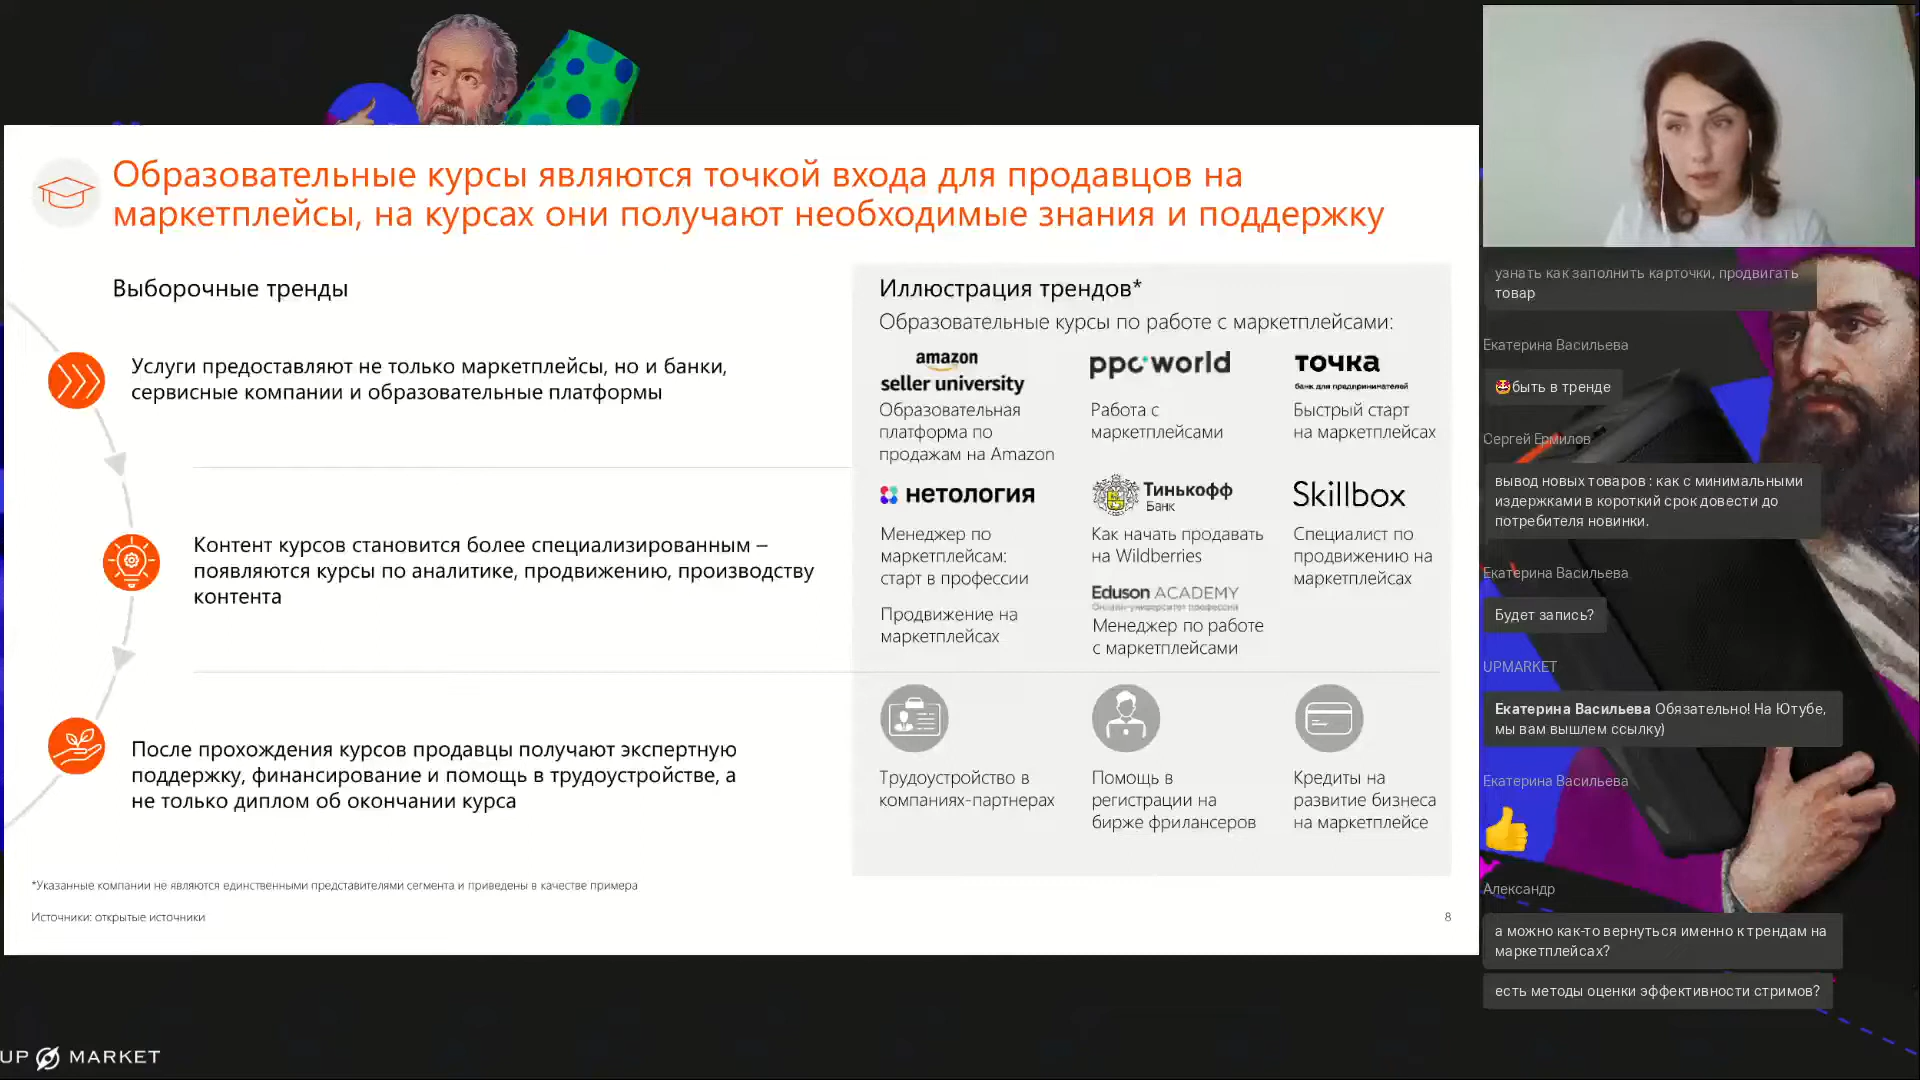 Образовательные курсы являются точкой входа для продавцов на
маркетплейсы, на курсах они получают необходимые знания и поддержку
Выборочные тренды
Услуги предоставляют не только маркетплейсы, но и банки,
сервисные компании и образовательные платформы
Контент курсов становится более специализированным –
появляются курсы по аналитике, продвижению, производству
контента
После прохождения курсов продавцы получают экспертную
поддержку, финансирование и помощь в трудоустройстве, а
не только диплом об окончании курса
Иллюстрация трендов*
Образовательные курсы по работе с маркетплейсами:
amazon
seller university
Образовательная
платформа по
продажам на Amazon
ppc world
Работа с
маркетплейсами
точка
банк для предпринимателей
Быстрый старт
на маркетплейсах
нетология
Менеджер по
маркетплейсам:
старт в профессии
Продвижение на
маркетплейсах
Тинькофф
Банк
Как начать продавать
на Wildberries
Eduson ACADEMY
Онлайн-университет профессий
Менеджер по работе
с маркетплейсами
Skillbox
Специалист по
продвижению на
маркетплейсах
Трудоустройство в
компаниях-партнерах
Помощь в
регистрации на
бирже фрилансеров
Кредиты на
развитие бизнеса
на маркетплейсе
*Указанные компании не являются единственными представителями сегмента и приведены в качестве примера
Источники: открытые источники
8
UP MARKET
узнать как заполнить карточки, продвигать
товар
Екатерина Васильева
🤩быть в тренде
Сергей Ермилов
вывод новых товаров : как с минимальными
издержками в короткий срок довести до
потребителя новинки.
Екатерина Васильева
Будет запись?
UPMARKET
Екатерина Васильева Обязательно! На Ютубе,
мы вам вышлем ссылку)
Екатерина Васильева
👍
Александр
а можно как-то вернуться именно к трендам на
маркетплейсах?
есть методы оценки эффективности стримов?